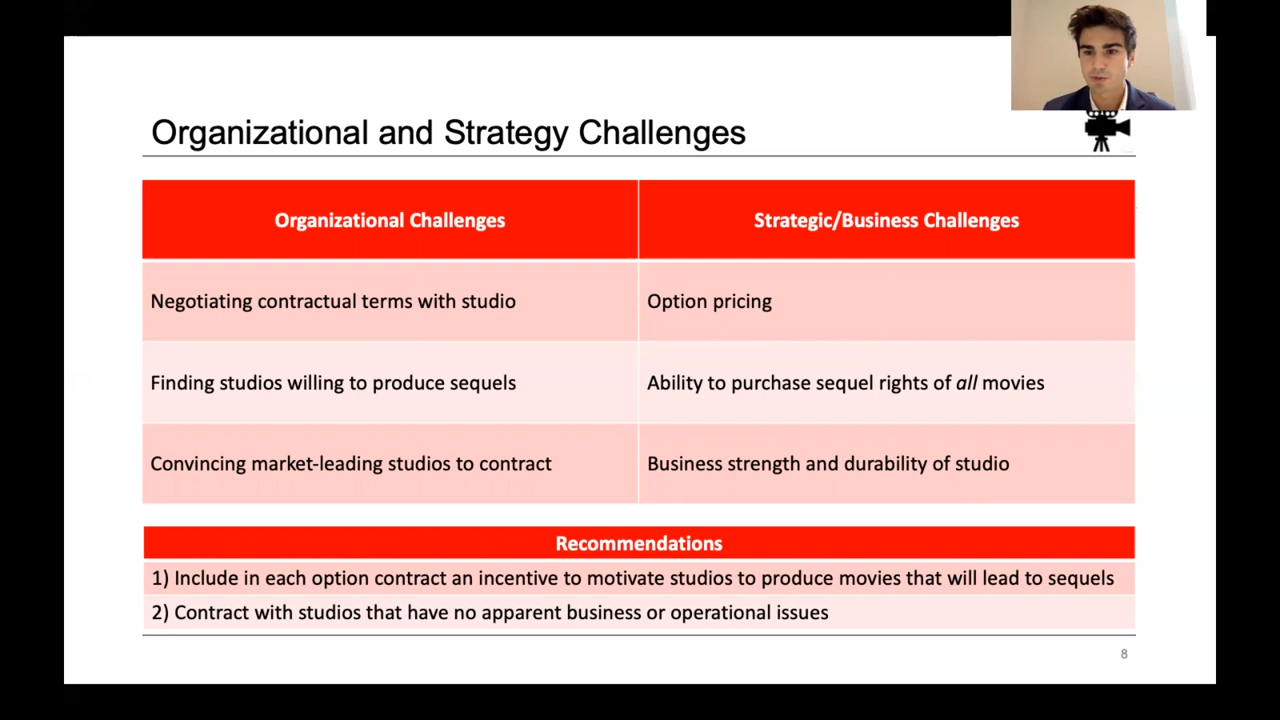 Organizational and Strategy Challenges
Organizational Challenges
Strategic/Business Challenges
Negotiating contractual terms with studio
Option pricing
Finding studios willing to produce sequels
Ability to purchase sequel rights of all movies
Convincing market-leading studios to contract
Business strength and durability of studio
Recommendations
1) Include in each option contract an incentive to motivate studios to produce movies that will lead to sequels
2) Contract with studios that have no apparent business or operational issues
8